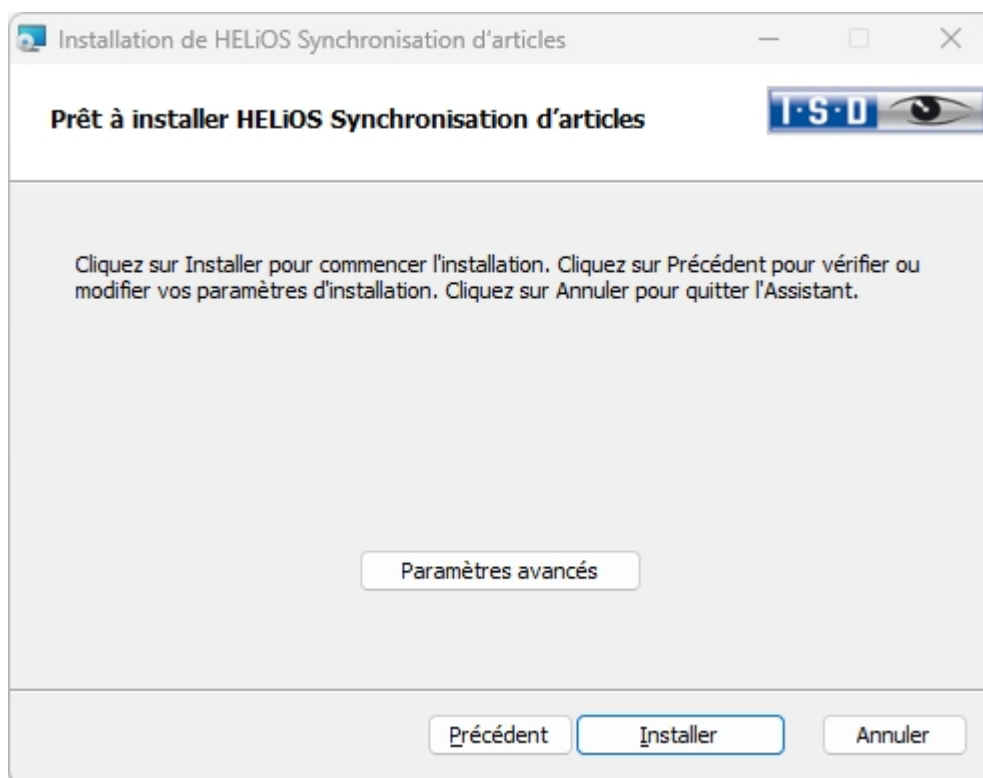 Installation de HELiOS Synchronisation d'articles
Prêt à installer HELiOS Synchronisation d'articles
I·S·D
Cliquez sur Installer pour commencer l'installation. Cliquez sur Précédent pour vérifier ou
modifier vos paramètres d'installation. Cliquez sur Annuler pour quitter l'Assistant.
Paramètres avancés
Précédent Installer Annuler